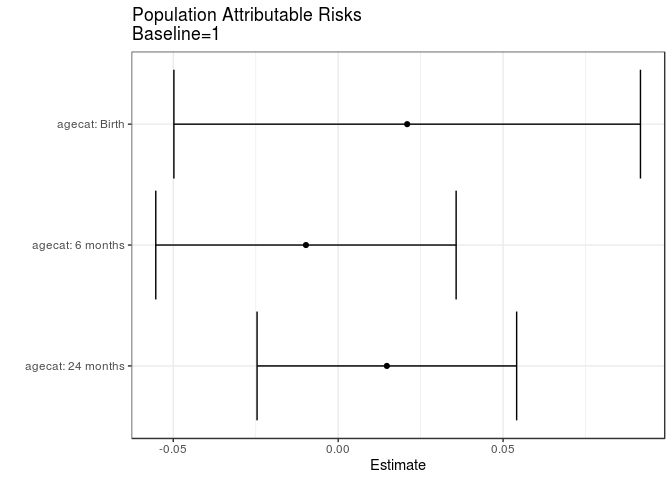 Population Attributable Risks
Baseline=1
agecat: Birth
agecat: 6 months
agecat: 24 months
-0.05
0.00
0.05
Estimate